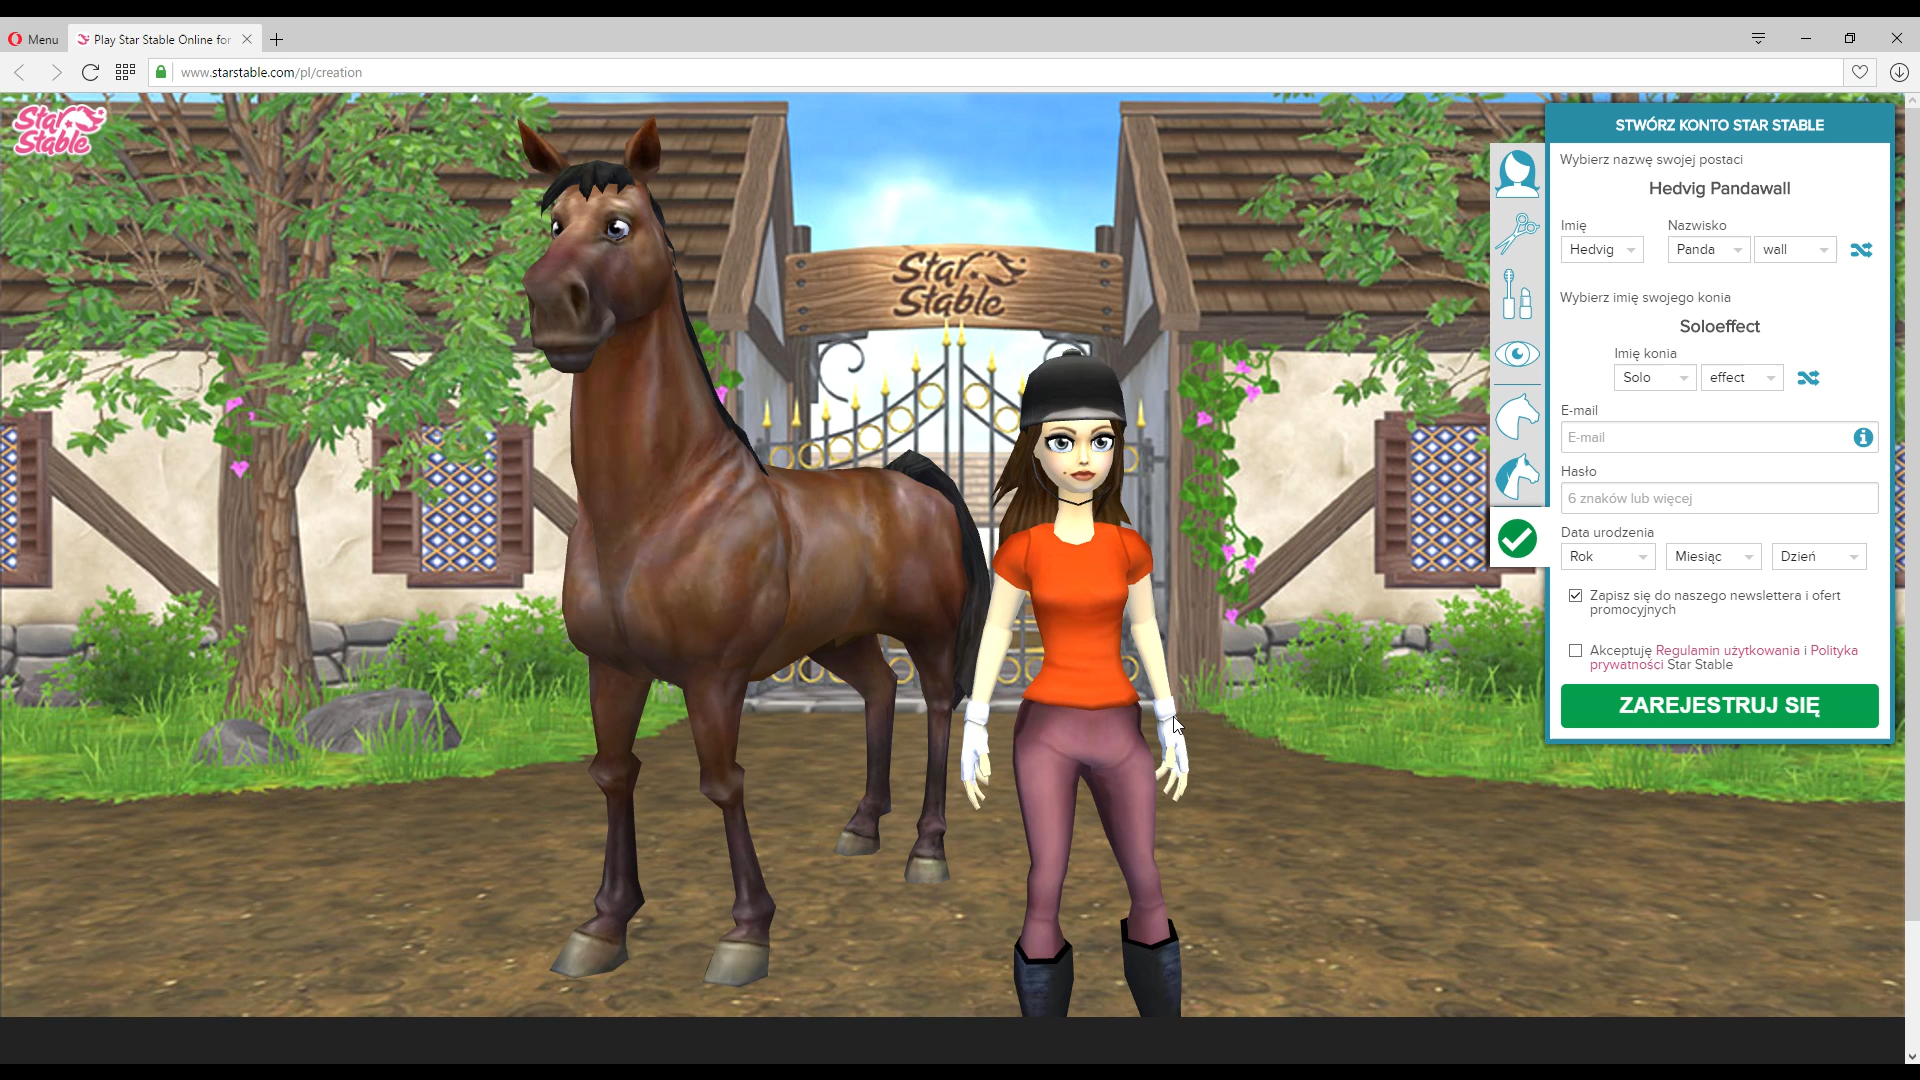 Menu
Play Star Stable Online for
www.starstable.com/pl/creation
Star
Stable
Star
Stable
STWÓRZ KONTO STAR STABLE
Wybierz nazwę swojej postaci
Hedvig Pandawall
Imię Nazwisko
Hedvig Panda wall
Wybierz imię swojego konia
Soloeffect
Imię konia
Solo effect
E-mail
E-mail
Hasło
6 znaków lub więcej
Data urodzenia
Rok Miesiąc Dzień
Zapisz się do naszego newslettera i ofert
promocyjnych
Akceptuję Regulamin użytkowania i Polityka
prywatności Star Stable
ZAREJESTRUJ SIĘ